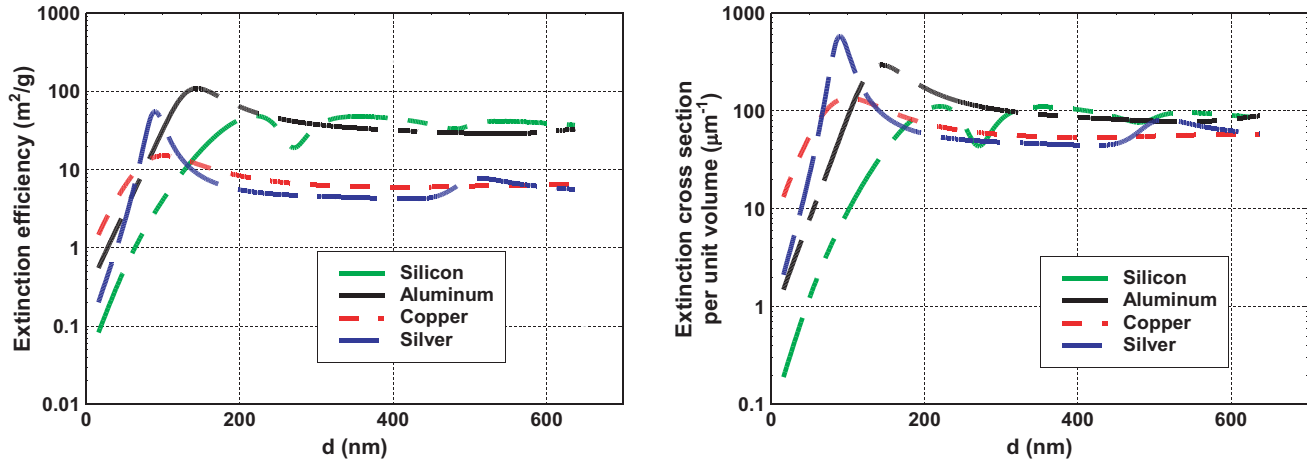 Extinction efficiency (m²/g)
1000
100
10
1
0.1
0.01
0
200
400
600
d (nm)
Silicon
Aluminum
Copper
Silver
Extinction cross section
per unit volume (μm⁻¹)
1000
100
10
1
0.1
0
200
400
600
d (nm)
Silicon
Aluminum
Copper
Silver